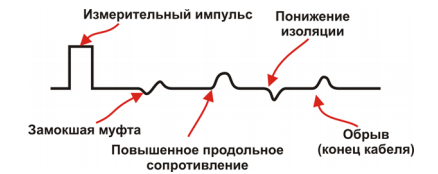 Измерительный импульс
Понижение
изоляции
Замокшая муфта
Повышенное продольное
сопротивление
Обрыв
(конец кабеля)